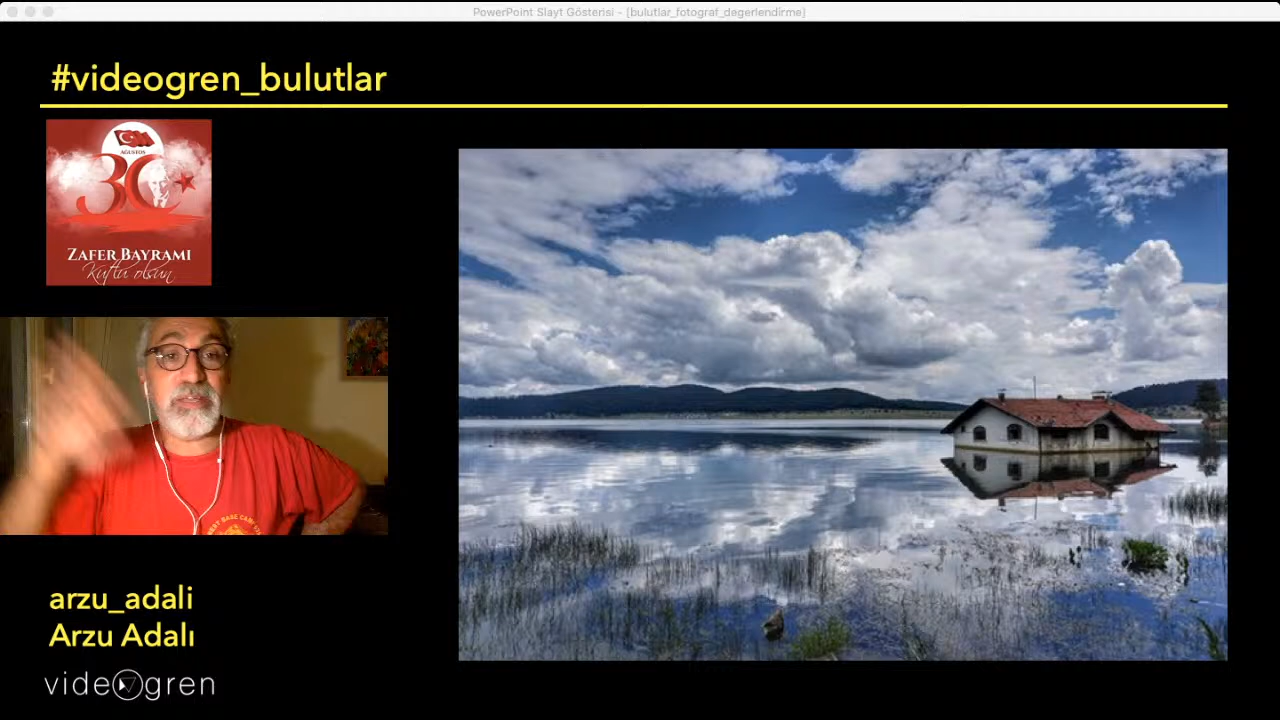 PowerPoint Slayt Gösterisi - [bulutlar_fotograf_degerlendirme]
#videogren_bulutlar
AĞUSTOS
30
ZAFER BAYRAMI
Kutlu olsun
arzu_adali
Arzu Adalı
videogren